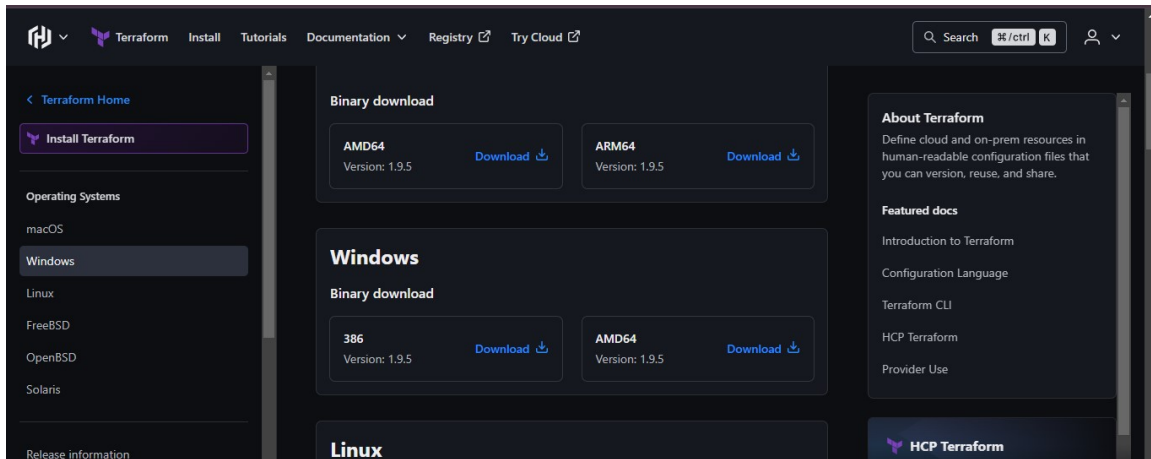 Terraform
Install
Tutorials
Documentation
Registry
Try Cloud
Search
⌘/ctrl
K
Terraform Home
Install Terraform
Operating Systems
macOS
Windows
Linux
FreeBSD
OpenBSD
Solaris
Release information
Binary download
AMD64
Version: 1.9.5
Download
ARM64
Version: 1.9.5
Download
Windows
Binary download
386
Version: 1.9.5
Download
AMD64
Version: 1.9.5
Download
Linux
About Terraform
Define cloud and on-prem resources in
human-readable configuration files that
you can version, reuse, and share.
Featured docs
Introduction to Terraform
Configuration Language
Terraform CLI
HCP Terraform
Provider Use
HCP Terraform